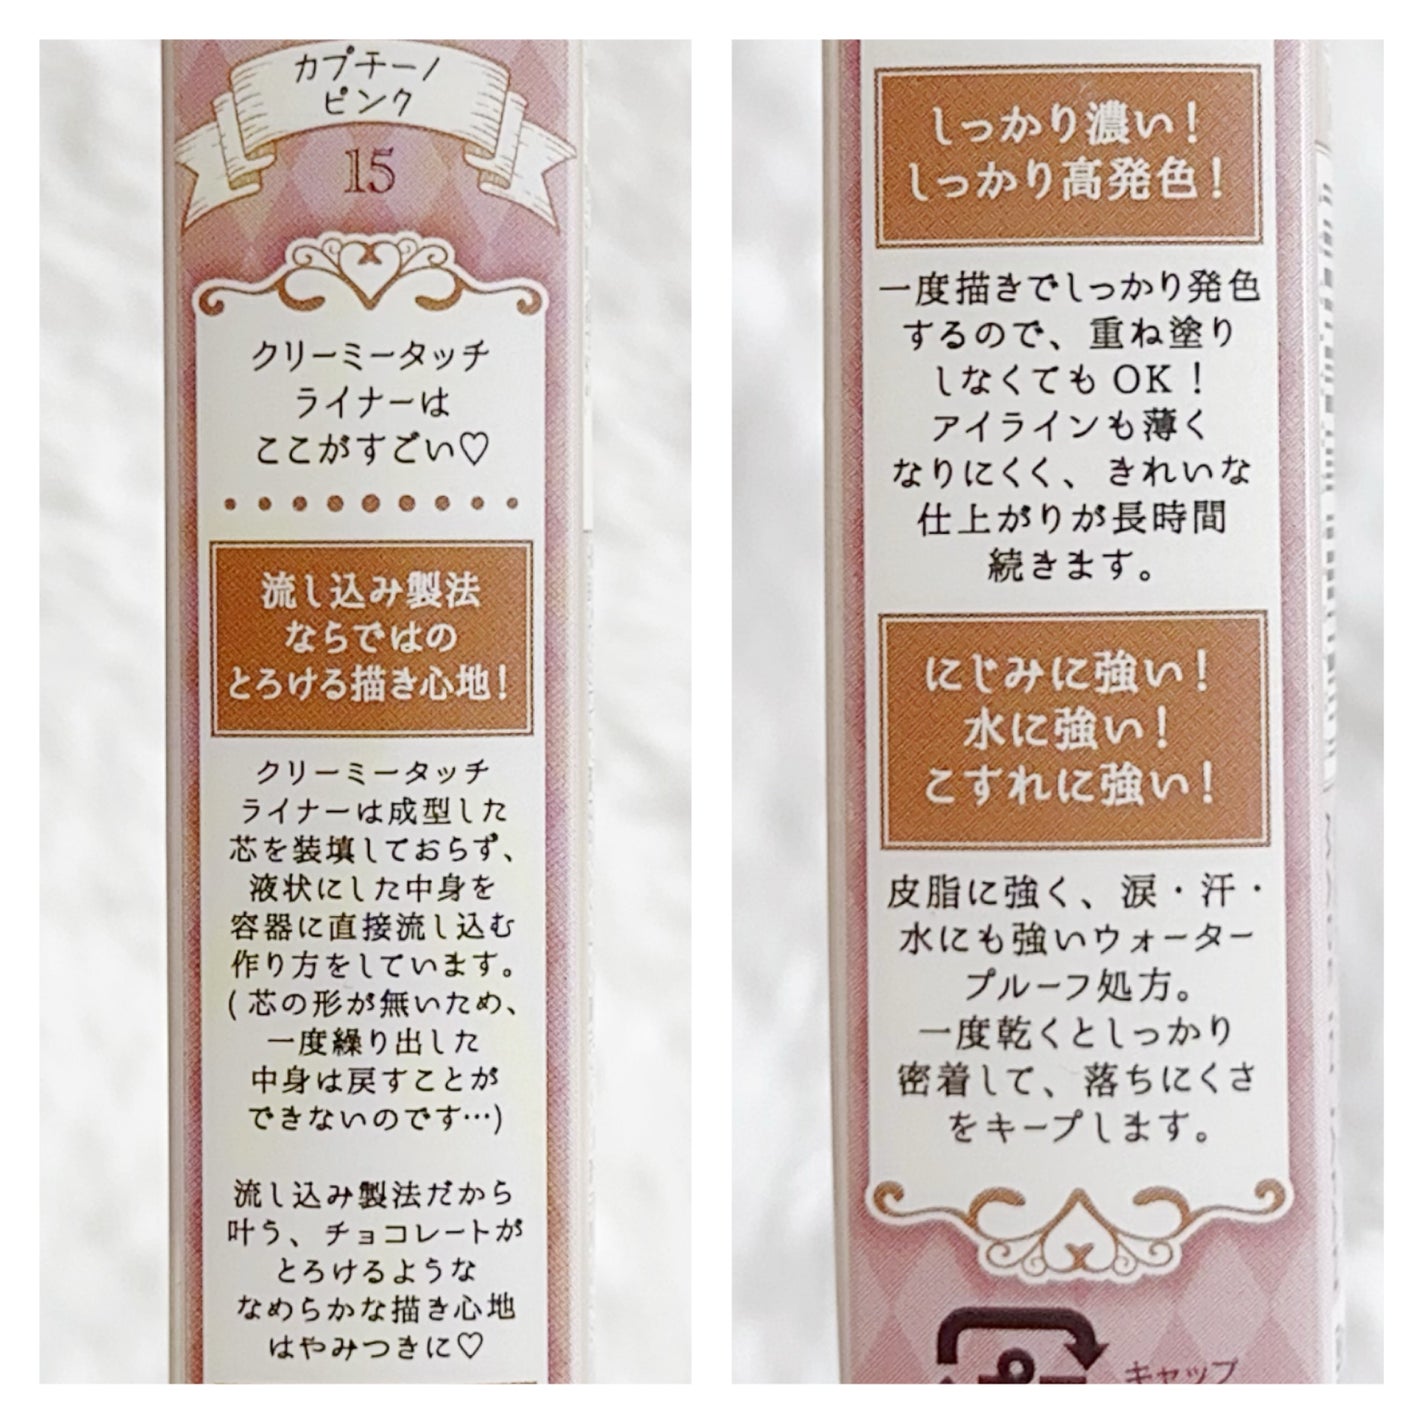 カプチーノ
ピンク
15
クリーミータッチ
ライナーは
ここがすごい♡
流し込み製法
ならではの
とろける描き心地！
クリーミータッチ
ライナーは成型した
芯を装填しておらず、
液状にした中身を
容器に直接流し込む
作り方をしています。
(芯の形が無いため、
一度繰り出した
中身は戻すことが
できないのです…)
流し込み製法だから
叶う、チョコレートが
とろけるような
なめらかな描き心地
はやみつきに♡
しっかり濃い！
しっかり高発色！
一度描きでしっかり発色
するので、重ね塗り
しなくてもOK！
アイラインも薄く
なりにくく、きれいな
仕上がりが長時間
続きます。
にじみに強い！
水に強い！
こすれに強い！
皮脂に強く、涙・汗・
水にも強いウォーター
プルーフ処方。
一度乾くとしっかり
密着して、落ちにくさ
をキープします。
キャップ